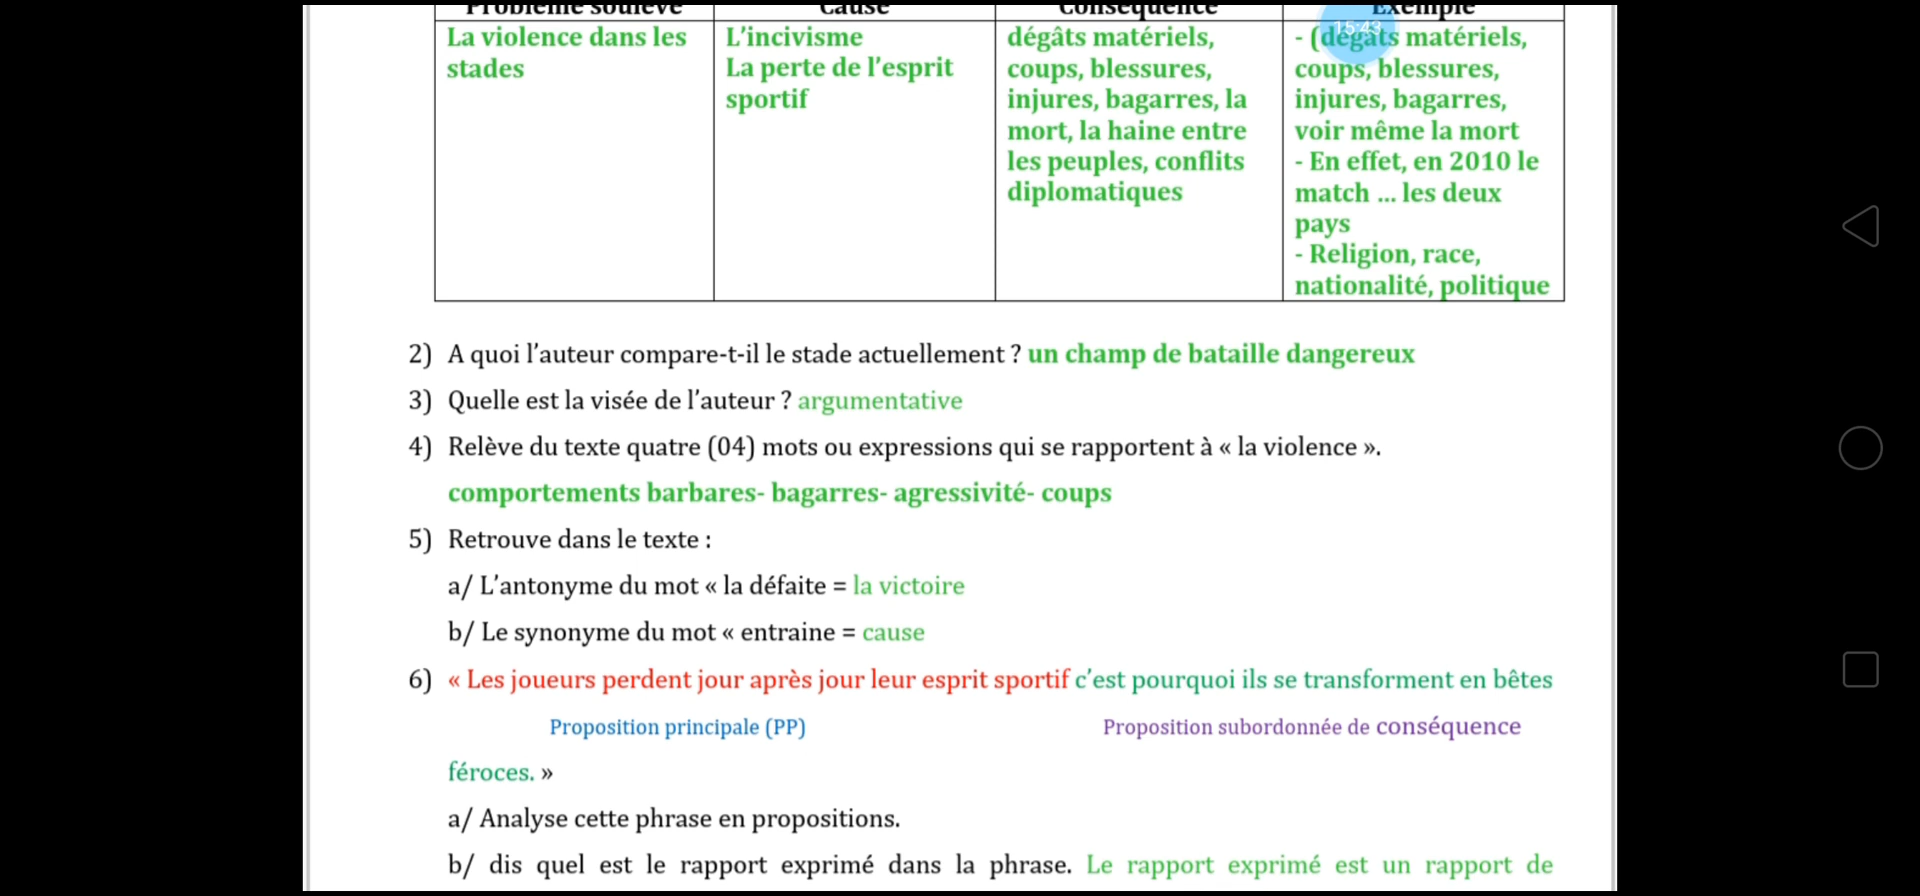 Problème soulevé Cause Conséquence Exemple
La violence dans les L'incivisme dégâts matériels, - (dégâts matériels,
stades La perte de l'esprit coups, blessures, coups, blessures,
sportif injures, bagarres, la injures, bagarres,
mort, la haine entre voir même la mort
les peuples, conflits - En effet, en 2010 le
diplomatiques match ... les deux
pays
- Religion, race,
nationalité, politique
15:43
2) A quoi l'auteur compare-t-il le stade actuellement ? un champ de bataille dangereux
3) Quelle est la visée de l'auteur ? argumentative
4) Relève du texte quatre (04) mots ou expressions qui se rapportent à « la violence ».
comportements barbares- bagarres- agressivité- coups
5) Retrouve dans le texte :
a/ L'antonyme du mot « la défaite = la victoire
b/ Le synonyme du mot « entraine = cause
6) « Les joueurs perdent jour après jour leur esprit sportif c'est pourquoi ils se transforment en bêtes
Proposition principale (PP) Proposition subordonnée de conséquence
féroces. »
a/ Analyse cette phrase en propositions.
b/ dis quel est le rapport exprimé dans la phrase. Le rapport exprimé est un rapport de